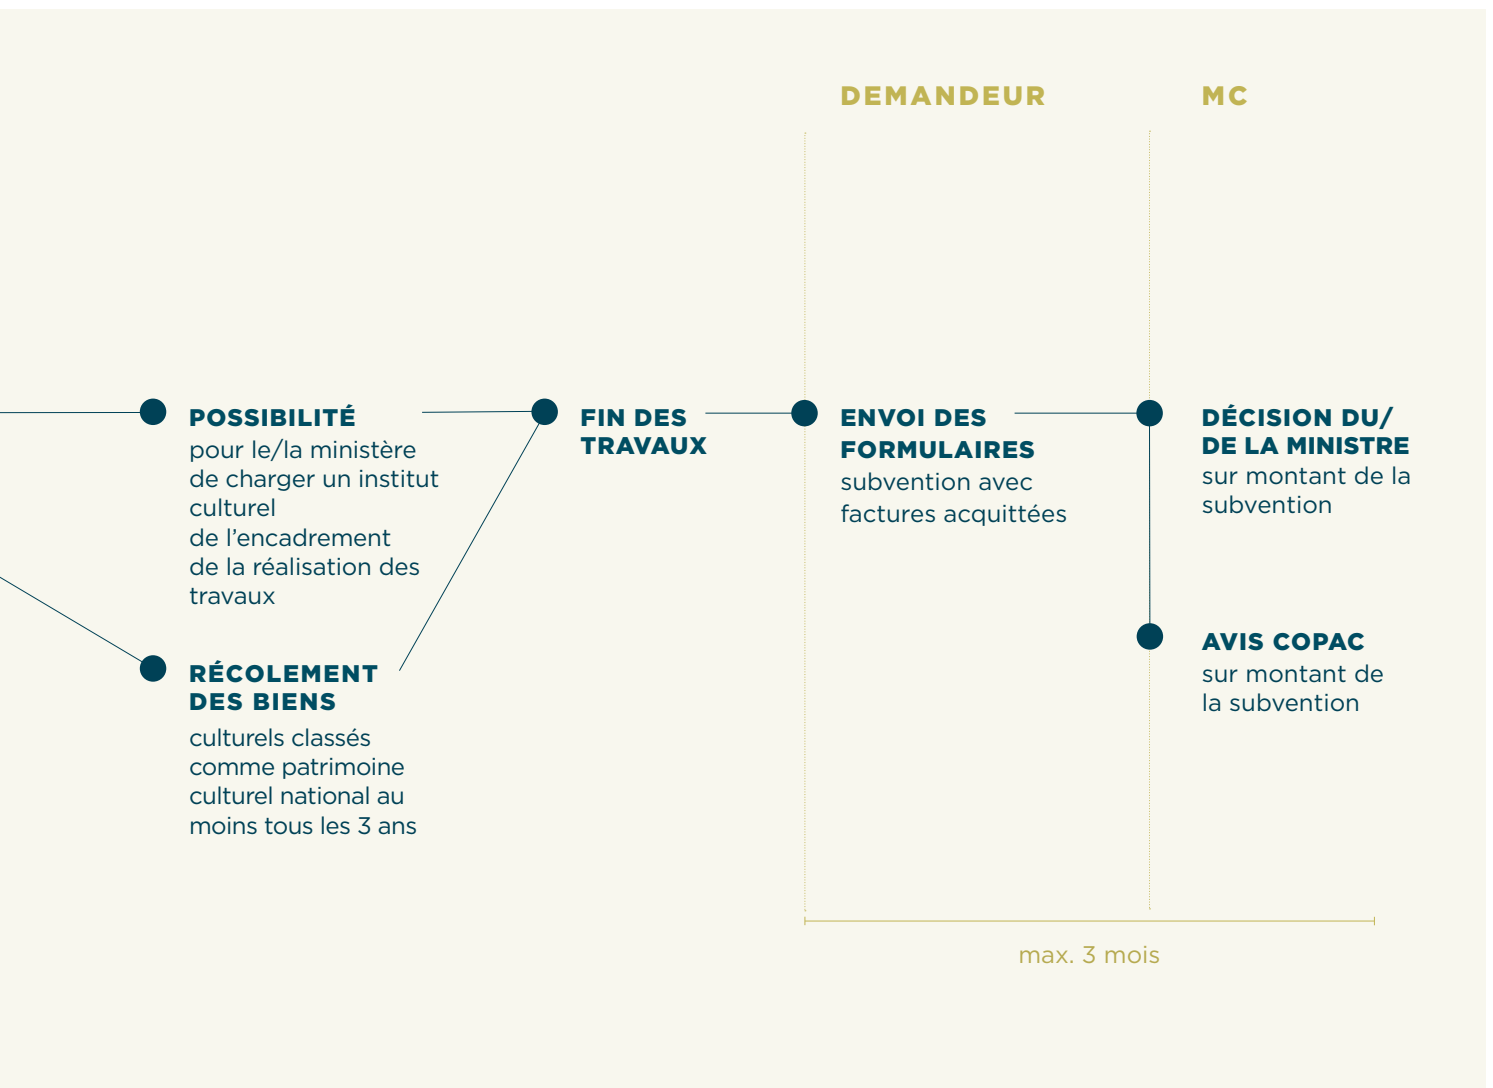 DEMANDEUR
MC
POSSIBILITÉ
pour le/la ministère
de charger un institut
culturel
de l’encadrement
de la réalisation des
travaux
RÉCOLEMENT
DES BIENS
culturels classés
comme patrimoine
culturel national au
moins tous les 3 ans
FIN DES
TRAVAUX
ENVOI DES
FORMULAIRES
subvention avec
factures acquittées
DÉCISION DU/
DE LA MINISTRE
sur montant de la
subvention
AVIS COPAC
sur montant de
la subvention
max. 3 mois